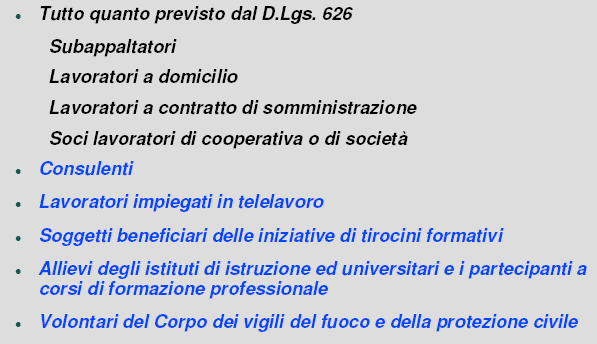 • Tutto quanto previsto dal D.Lgs. 626
Subappaltatori
Lavoratori a domicilio
Lavoratori a contratto di somministrazione
Soci lavoratori di cooperativa o di società
• Consulenti
• Lavoratori impiegati in telelavoro
• Soggetti beneficiari delle iniziative di tirocini formativi
• Allievi degli istituti di istruzione ed universitari e i partecipanti a
corsi di formazione professionale
• Volontari del Corpo dei vigili del fuoco e della protezione civile